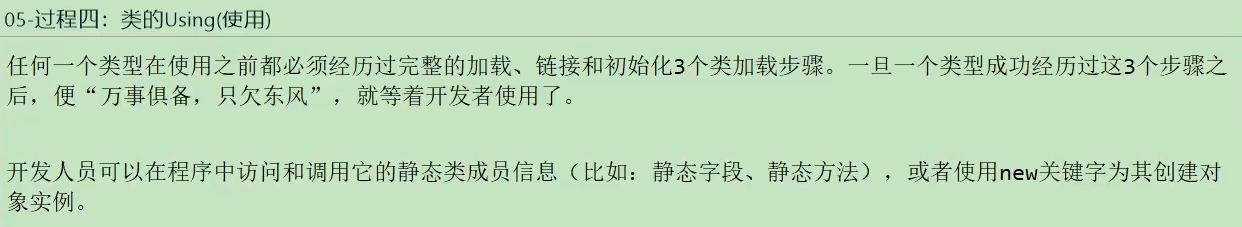 05-过程四：类的Using(使用)
任何一个类型在使用之前都必须经历过完整的加载、链接和初始化3个类加载步骤。一旦一个类型成功经历过这3个步骤之
后，便“万事俱备，只欠东风”，就等着开发者使用了。
开发人员可以在程序中访问和调用它的静态类成员信息（比如：静态字段、静态方法），或者使用new关键字为其创建对
象实例。